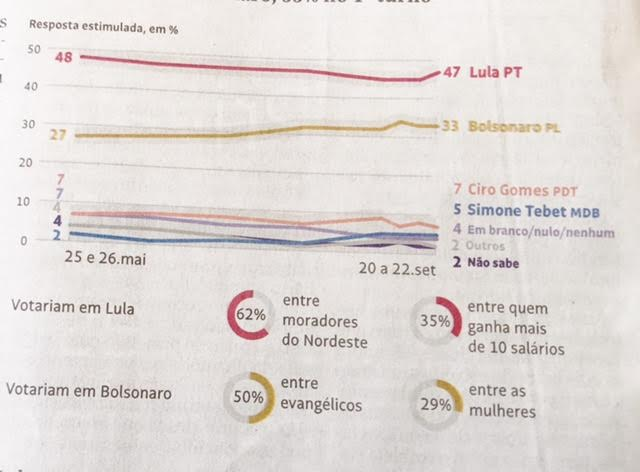 Resposta estimulada, em %
50
48
47 Lula PT
40
30
27
33 Bolsonaro PL
20
7
7
4
10
4
2
0
7 Ciro Gomes PDT
5 Simone Tebet MDB
4 Em branco/nulo/nenhum
2 Outros
2 Não sabe
25 e 26.mai
20 a 22.set
Votariam em Lula
62%
entre
moradores
do Nordeste
35%
entre quem
ganha mais
de 10 salários
Votariam em Bolsonaro
50%
entre
evangélicos
29%
entre as
mulheres